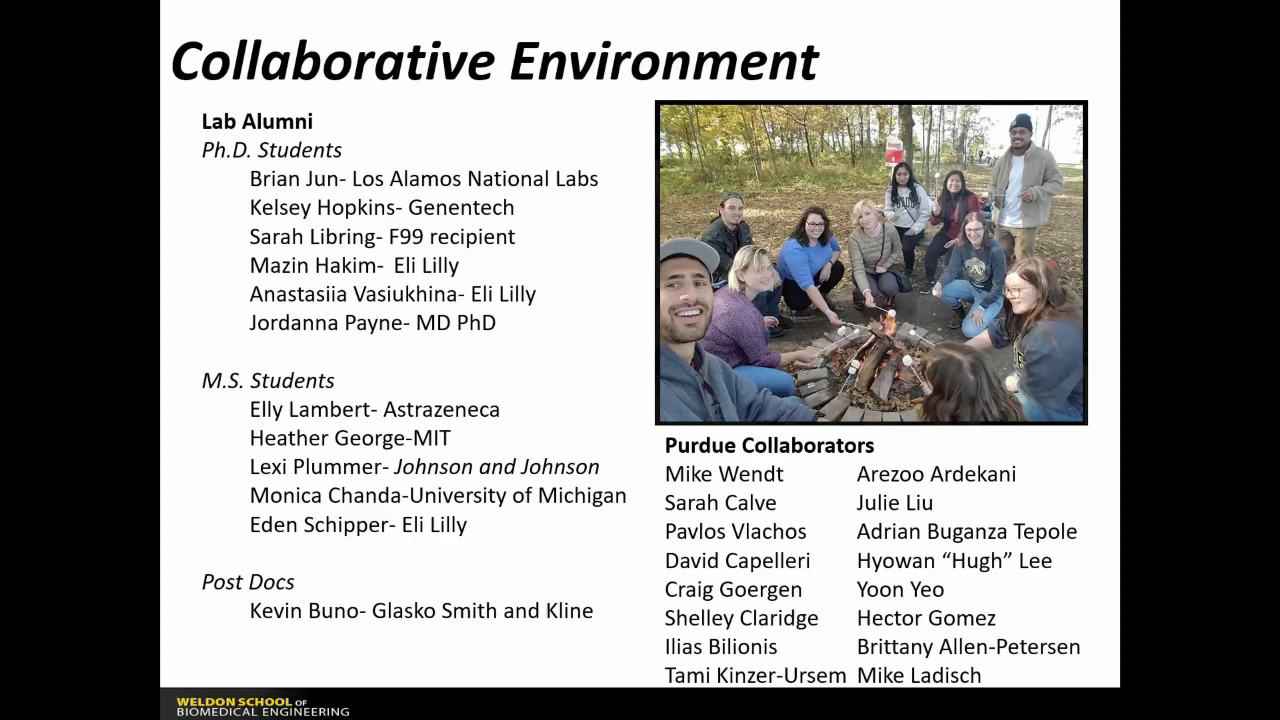 Collaborative Environment
Lab Alumni
Ph.D. Students
Brian Jun- Los Alamos National Labs
Kelsey Hopkins- Genentech
Sarah Libring- F99 recipient
Mazin Hakim- Eli Lilly
Anastasiia Vasiukhina- Eli Lilly
Jordanna Payne- MD PhD
M.S. Students
Elly Lambert- Astrazeneca
Heather George-MIT
Lexi Plummer- Johnson and Johnson
Monica Chanda-University of Michigan
Eden Schipper- Eli Lilly
Post Docs
Kevin Buno- Glasko Smith and Kline
Purdue Collaborators
Mike Wendt
Sarah Calve
Pavlos Vlachos
David Capelleri
Craig Goergen
Shelley Claridge
Ilias Bilionis
Tami Kinzer-Ursem
Arezoo Ardekani
Julie Liu
Adrian Buganza Tepole
Hyowan “Hugh” Lee
Yoon Yeo
Hector Gomez
Brittany Allen-Petersen
Mike Ladisch
WELDON SCHOOL OF
BIOMEDICAL ENGINEERING